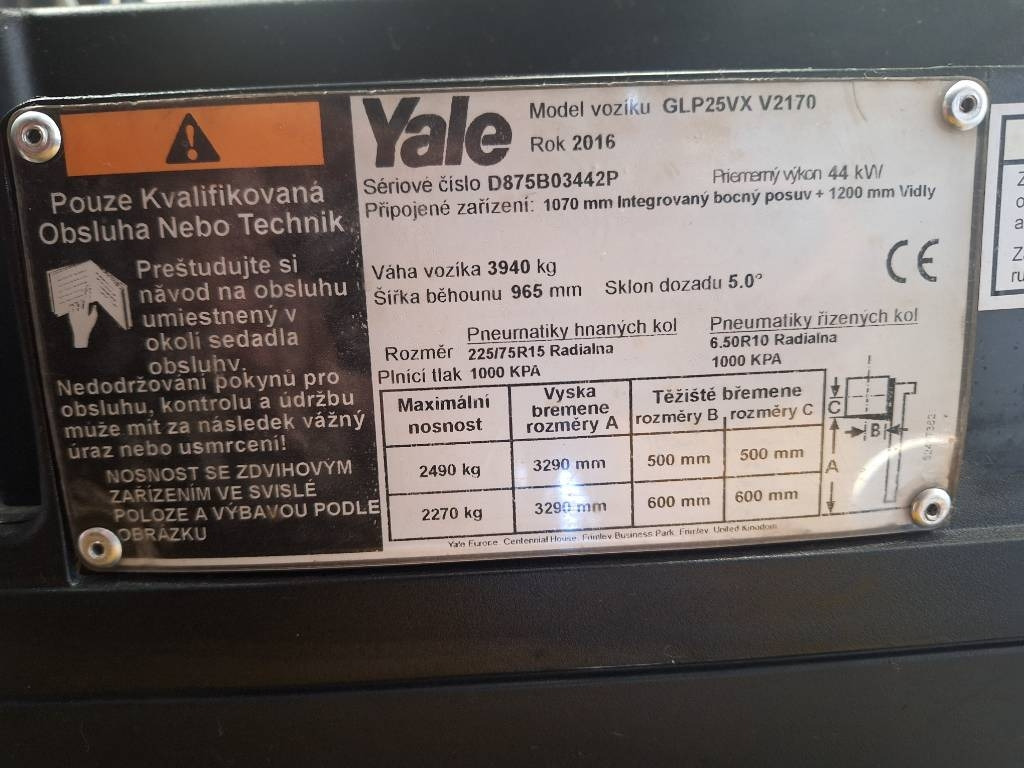 Pouze Kvalifikovaná
Obsluha Nebo Technik
Preštudujte si
návod na obsluhu
umiestnený v
okolí sedadla
obsluhy.
Nedodržování pokynů pro
obsluhu, kontrolu a údržbu
může mít za následek vážný
úraz nebo usmrcení!
NOSNOST SE ZDVIHOVÝM
ZAŘÍZENÍM VE SVISLÉ
POLOZE A VÝBAVOU PODLE
OBRÁZKU
Yale
Model vozíku GLP25VX V2170
Rok 2016
Sériové číslo D875B03442P Priemerný výkon 44 kW
Připojené zařízení: 1070 mm Integrovaný bocný posuv + 1200 mm Vidly
CE
Váha vozíka 3940 kg
Šířka běhounu 965 mm Sklon dozadu 5.0°
Pneumatiky hnaných kol Pneumatiky řízených kol
Rozměr 225/75R15 Radialna 6.50R10 Radialna
Plnící tlak 1000 KPA 1000 KPA
Maximální nosnost
Vyska bremene rozměry A
Těžiště břemene
rozměry B rozměry C
2490 kg 3290 mm 500 mm 500 mm
2270 kg 3290 mm 600 mm 600 mm
C
B
A
Yale Europe, Centennial House, Frimley Business Park, Frimley, United Kingdom
Z
o
a
Za
ru